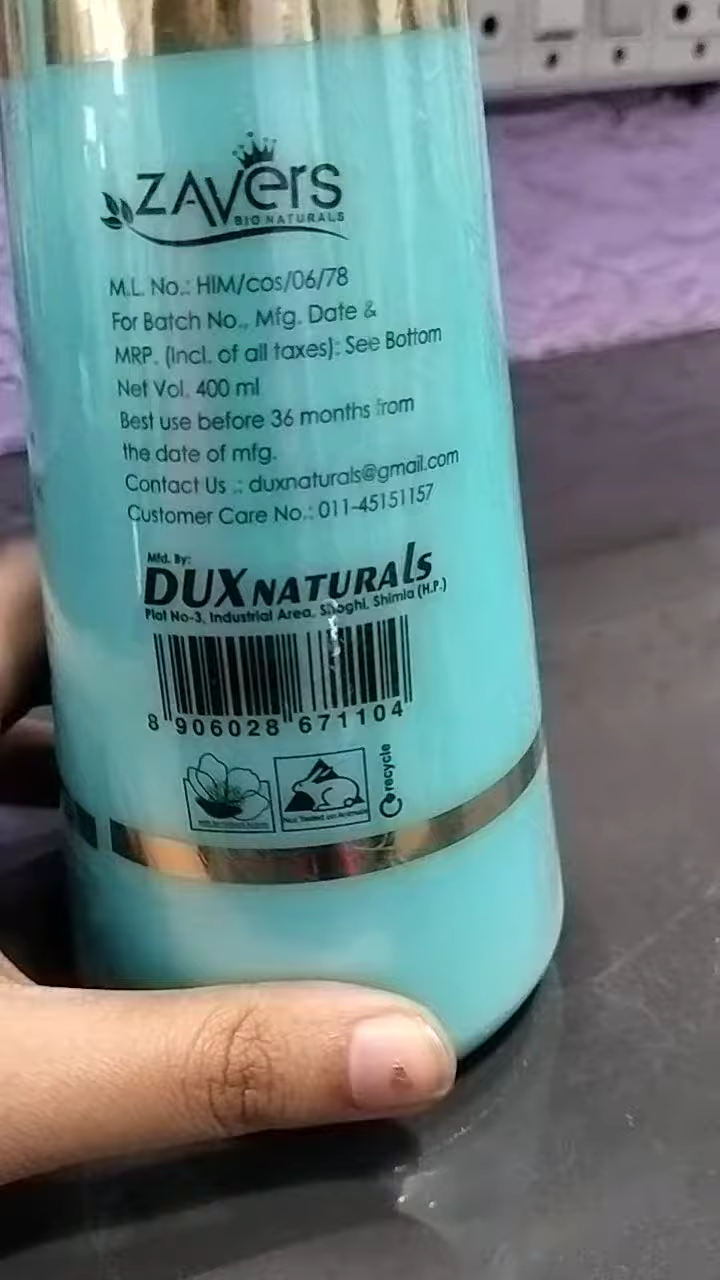 ZAVers
BIO NATURALS
M.L. No.: HIM/cos/06/78
For Batch No., Mfg. Date &
MRP. (Incl. of all taxes): See Bottom
Net Vol. 400 ml
Best use before 36 months from
the date of mfg.
Contact Us .: duxnaturals@gmail.com
Customer Care No.: 011-45151157
Mfd. By:
DUX NATURALS
Plot No-3, Industrial Area, Shoghi, Shimla (H.P.)
8 906028 671104
Not Tested on Animals
recycle